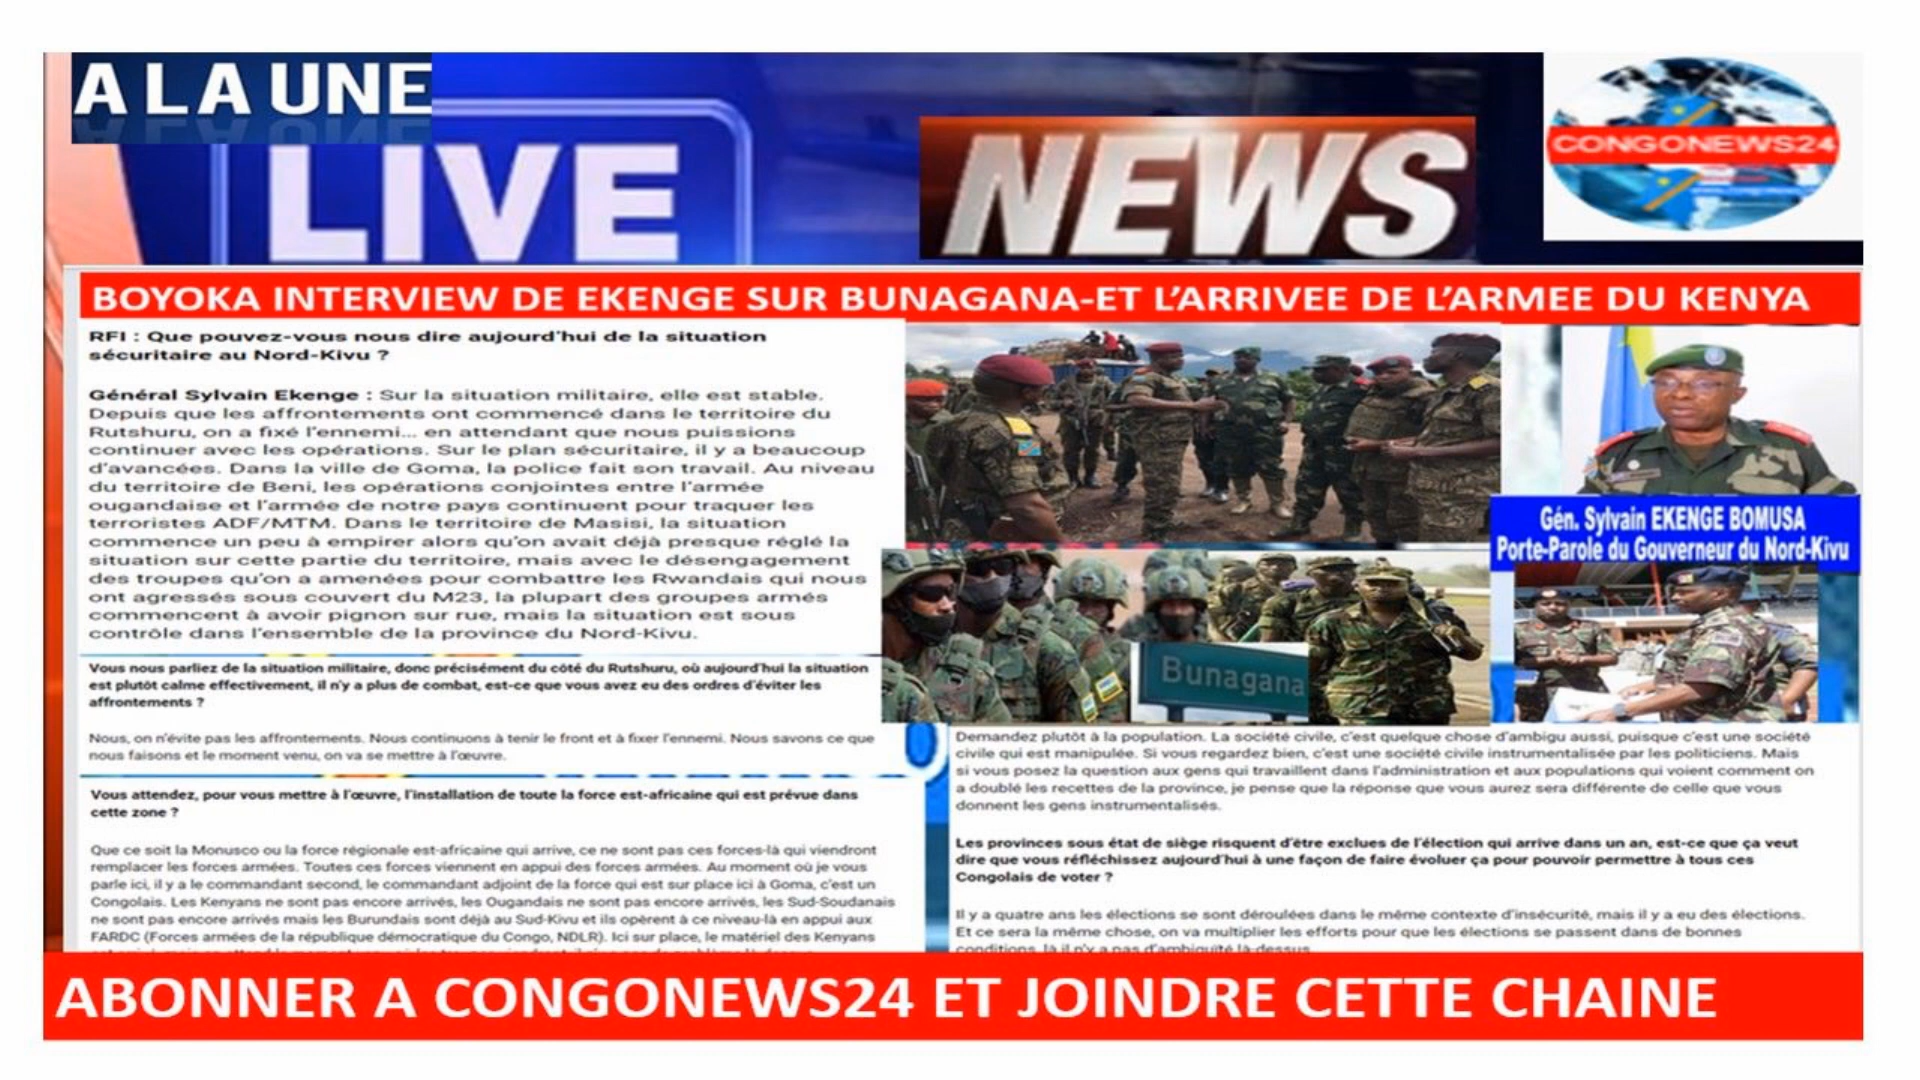 A LA UNE
LIVE
NEWS
CONGONEWS24
BOYOKA INTERVIEW DE EKENGE SUR BUNAGANA-ET L'ARRIVEE DE L'ARMEE DU KENYA
RFI : Que pouvez-vous nous dire aujourd'hui de la situation
sécuritaire au Nord-Kivu ?
Général Sylvain Ekenge : Sur la situation militaire, elle est stable.
Depuis que les affrontements ont commencé dans le territoire du
Rutshuru, on a fixé l'ennemi... en attendant que nous puissions
continuer avec les opérations. Sur le plan sécuritaire, il y a beaucoup
d'avancées. Dans la ville de Goma, la police fait son travail. Au niveau
du territoire de Beni, les opérations conjointes entre l'armée
ougandaise et l'armée de notre pays continuent pour traquer les
terroristes ADF/MTM. Dans le territoire de Masisi, la situation
commence un peu à empirer alors qu'on avait déjà presque réglé la
situation sur cette partie du territoire, mais avec le désengagement
des troupes qu'on a amenées pour combattre les Rwandais qui nous
ont agressés sous couvert du M23, la plupart des groupes armés
commencent à avoir pignon sur rue, mais la situation est sous
contrôle dans l'ensemble de la province du Nord-Kivu.
Vous nous parliez de la situation militaire, donc précisément du côté du Rutshuru, où aujourd'hui la situation
est plutôt calme effectivement, il n'y a plus de combat, est-ce que vous avez eu des ordres d'éviter les
affrontements ?
Nous, on n'évite pas les affrontements. Nous continuons à tenir le front et à fixer l'ennemi. Nous savons ce que
nous faisons et le moment venu, on va se mettre à l'œuvre.
Vous attendez, pour vous mettre à l'œuvre, l'installation de toute la force est-africaine qui est prévue dans
cette zone ?
Que ce soit la Monusco ou la force régionale est-africaine qui arrive, ce ne sont pas ces forces-là qui viendront
remplacer les forces armées. Toutes ces forces viennent en appui des forces armées. Au moment où je vous
parle ici, il y a le commandant second, le commandant adjoint de la force qui est sur place ici à Goma, c'est un
Congolais. Les Kenyans ne sont pas encore arrivés, les Ougandais ne sont pas encore arrivés, les Sud-Soudanais
ne sont pas encore arrivés mais les Burundais sont déjà au Sud-Kivu et ils opèrent à ce niveau-là en appui aux
FARDC (Forces armées de la république démocratique du Congo, NDLR). Ici sur place, le matériel des Kenyans
Gén. Sylvain EKENGE BOMUSA
Porte-Parole du Gouverneur du Nord-Kivu
Bunagana
Demandez plutôt à la population. La société civile, c'est quelque chose d'ambigu aussi, puisque c'est une société
civile qui est manipulée. Si vous regardez bien, c'est une société civile instrumentalisée par les politiciens. Mais
si vous posez la question aux gens qui travaillent dans l'administration et aux populations qui voient comment on
a doublé les recettes de la province, je pense que la réponse que vous aurez sera différente de celle que vous
donnent les gens instrumentalisés.
Les provinces sous état de siège risquent d'être exclues de l'élection qui arrive dans un an, est-ce que ça veut
dire que vous réfléchissez aujourd'hui à une façon de faire évoluer ça pour pouvoir permettre à tous ces
Congolais de voter ?
Il y a quatre ans les élections se sont déroulées dans le même contexte d'insécurité, mais il y a eu des élections.
Et ce sera la même chose, on va multiplier les efforts pour que les élections se passent dans de bonnes
conditions, là il n'y a pas d'ambiguïté là-dessus.
ABONNER A CONGONEWS24 ET JOINDRE CETTE CHAINE